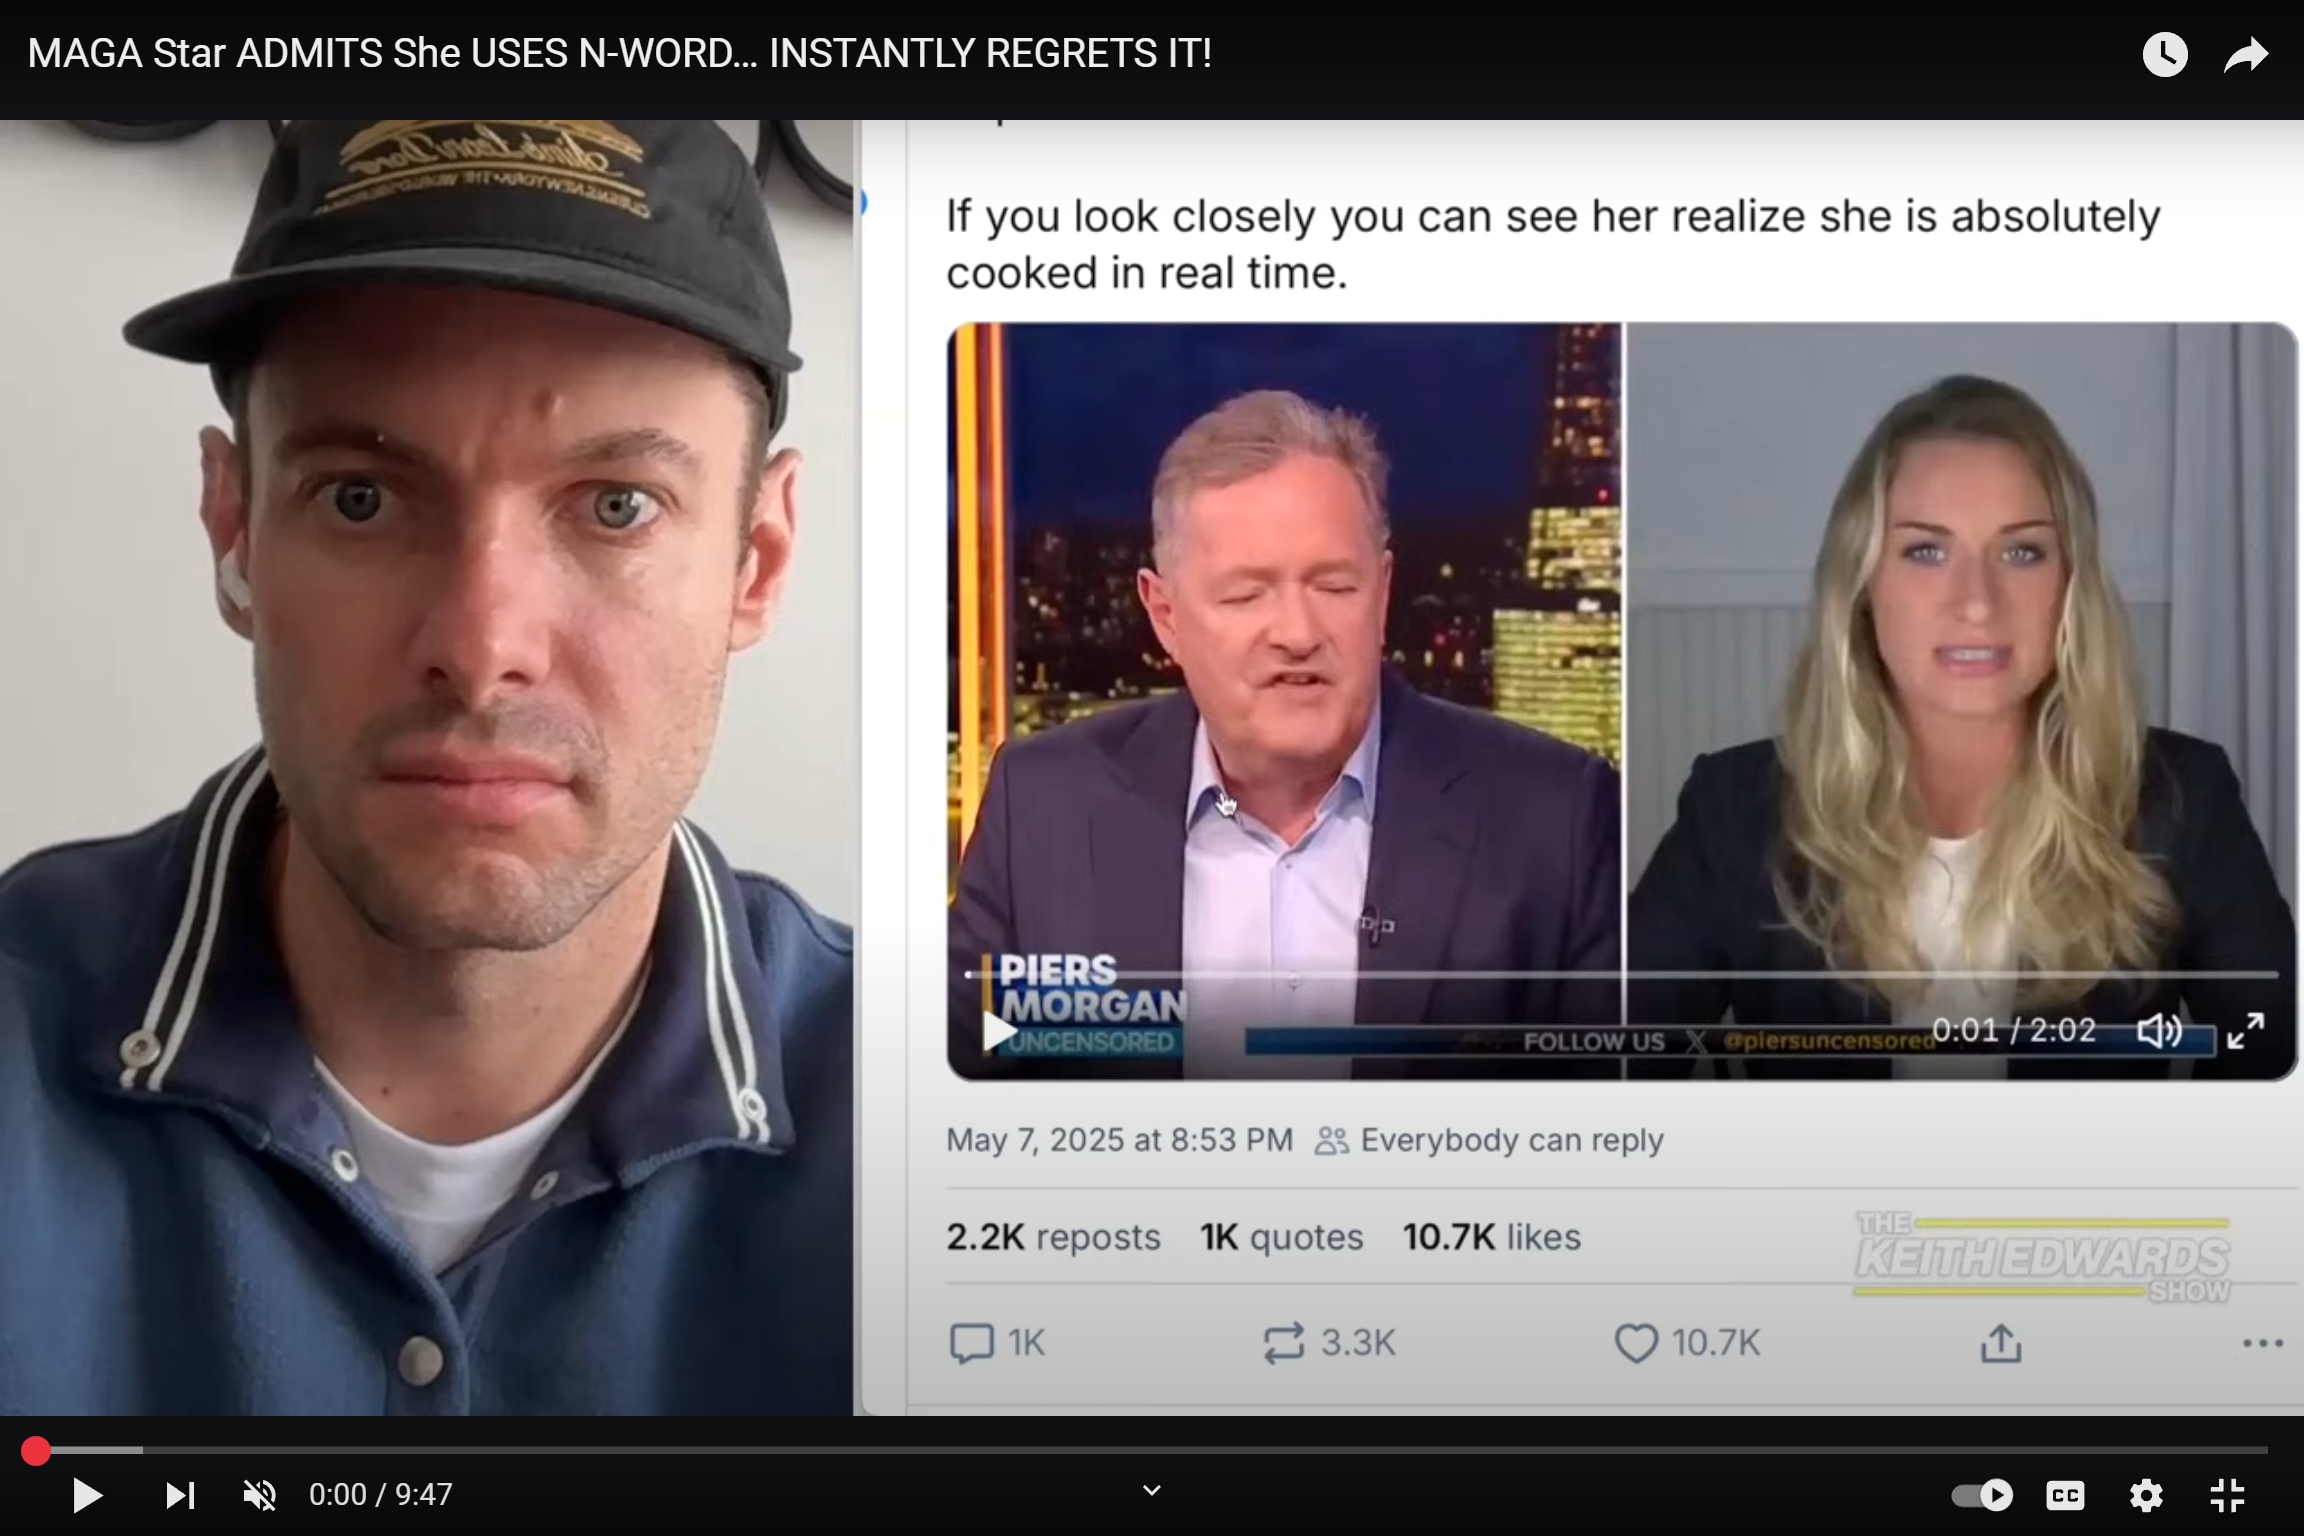 MAGA Star ADMITS She USES N-WORD... INSTANTLY REGRETS IT!
If you look closely you can see her realize she is absolutely
cooked in real time.
PIERS
MORGAN
UNCENSORED
FOLLOW US X @piersuncensored
0:01 / 2:02
May 7, 2025 at 8:53 PM Everybody can reply
2.2K reposts 1K quotes 10.7K likes
THE
KEITH EDWARDS
SHOW
1K 3.3K 10.7K
0:00 / 9:47
CC